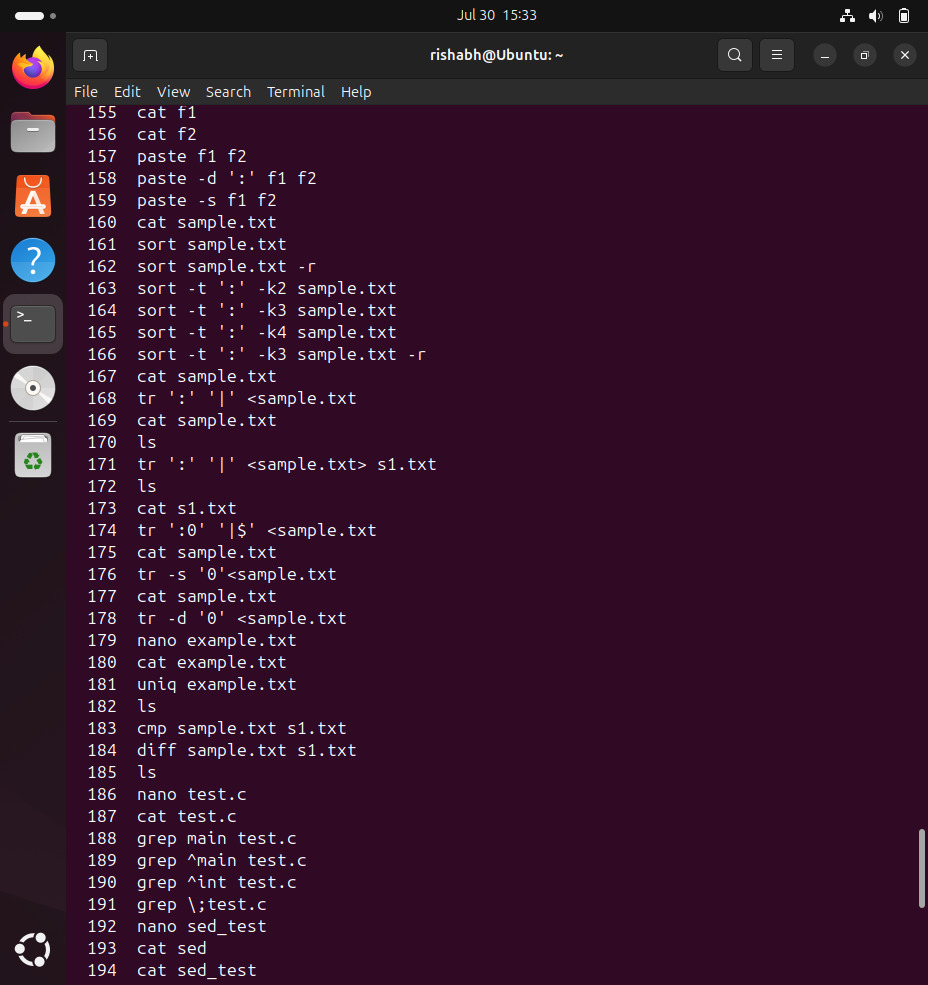 Jul 30 15:33
rishabh@Ubuntu: ~
File Edit View Search Terminal Help
155 cat f1
156 cat f2
157 paste f1 f2
158 paste -d ':' f1 f2
159 paste -s f1 f2
160 cat sample.txt
161 sort sample.txt
162 sort sample.txt -r
163 sort -t ':' -k2 sample.txt
164 sort -t ':' -k3 sample.txt
165 sort -t ':' -k4 sample.txt
166 sort -t ':' -k3 sample.txt -r
167 cat sample.txt
168 tr ':' '|' <sample.txt
169 cat sample.txt
170 ls
171 tr ':' '|' <sample.txt> s1.txt
172 ls
173 cat s1.txt
174 tr ':0' '|$' <sample.txt
175 cat sample.txt
176 tr -s '0'<sample.txt
177 cat sample.txt
178 tr -d '0' <sample.txt
179 nano example.txt
180 cat example.txt
181 uniq example.txt
182 ls
183 cmp sample.txt s1.txt
184 diff sample.txt s1.txt
185 ls
186 nano test.c
187 cat test.c
188 grep main test.c
189 grep ^main test.c
190 grep ^int test.c
191 grep \;test.c
192 nano sed_test
193 cat sed
194 cat sed_test